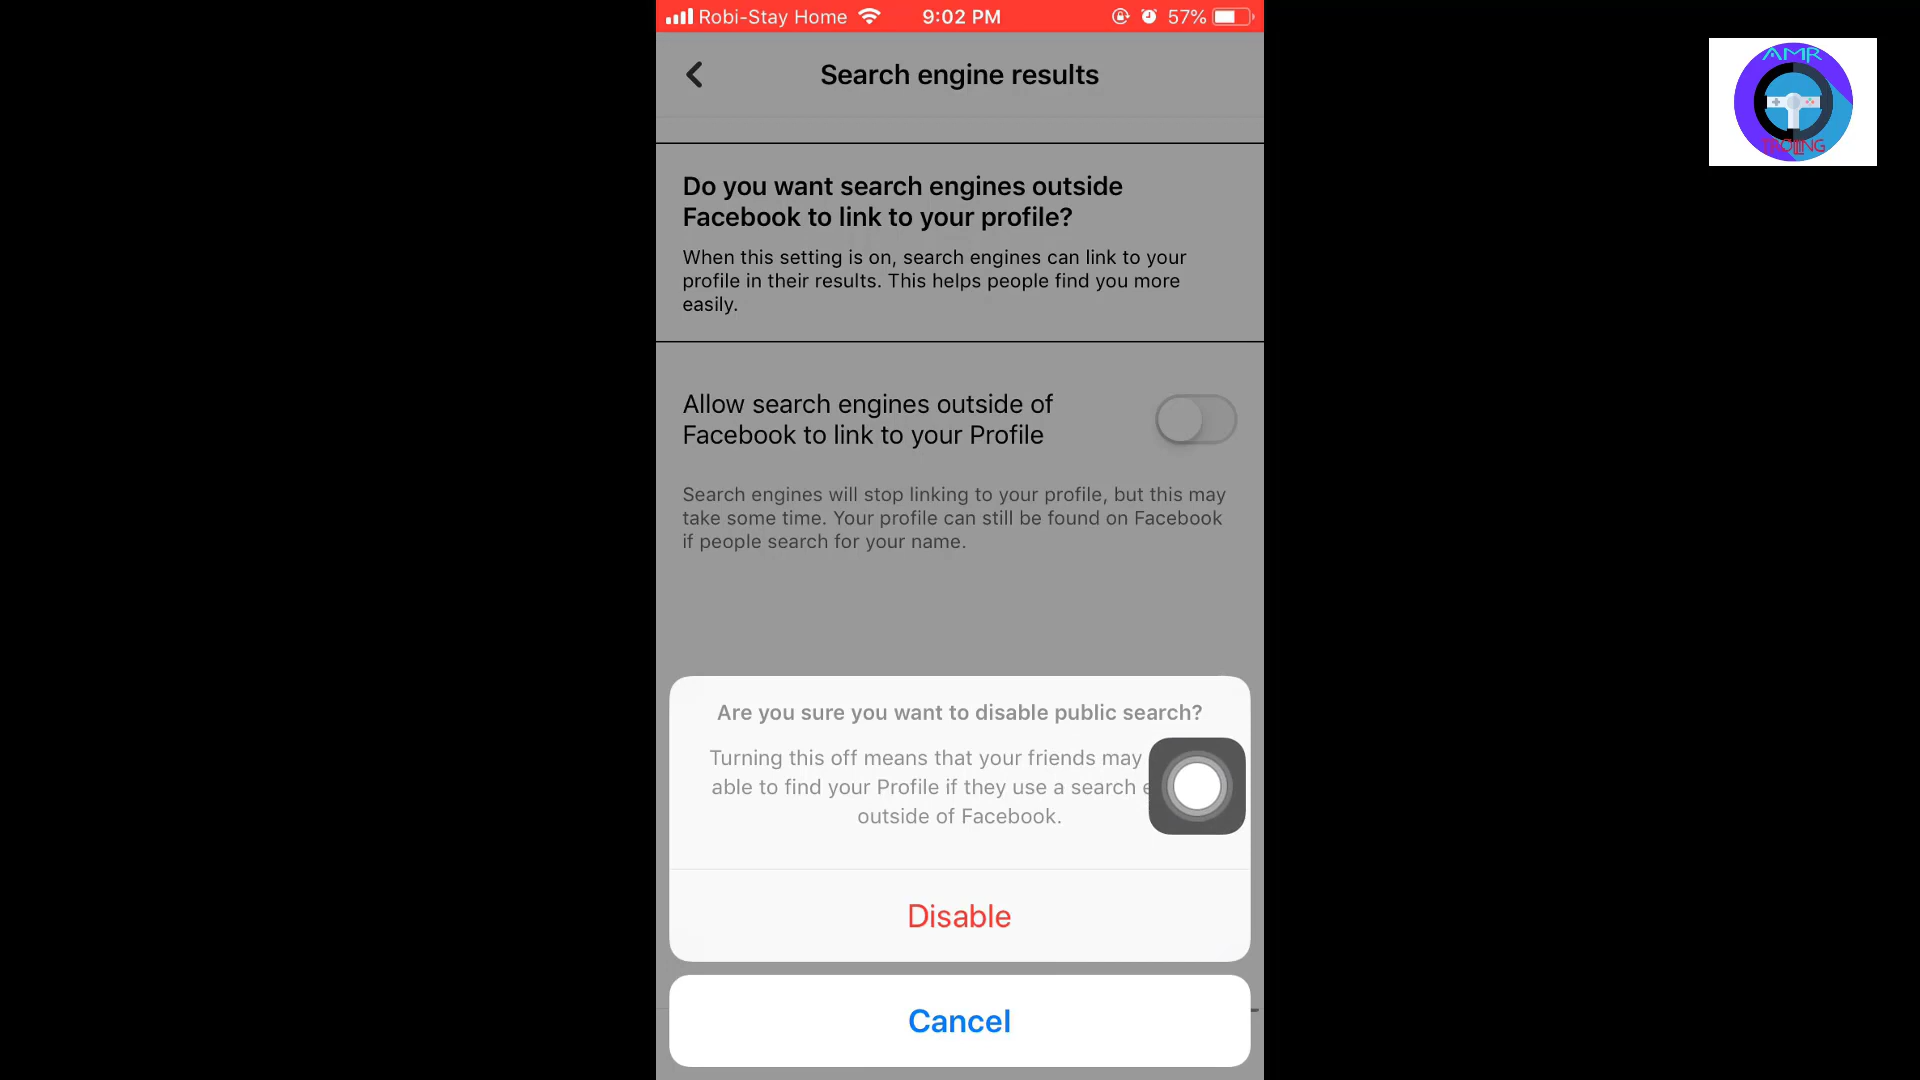 Robi-Stay Home 9:02 PM 57%
AMR
Search engine results
Do you want search engines outside
Facebook to link to your profile?
When this setting is on, search engines can link to your
profile in their results. This helps people find you more
easily.
Allow search engines outside of
Facebook to link to your Profile
Search engines will stop linking to your profile, but this may
take some time. Your profile can still be found on Facebook
if people search for your name.
Are you sure you want to disable public search?
Turning this off means that your friends may
able to find your Profile if they use a search
outside of Facebook.
Disable
Cancel